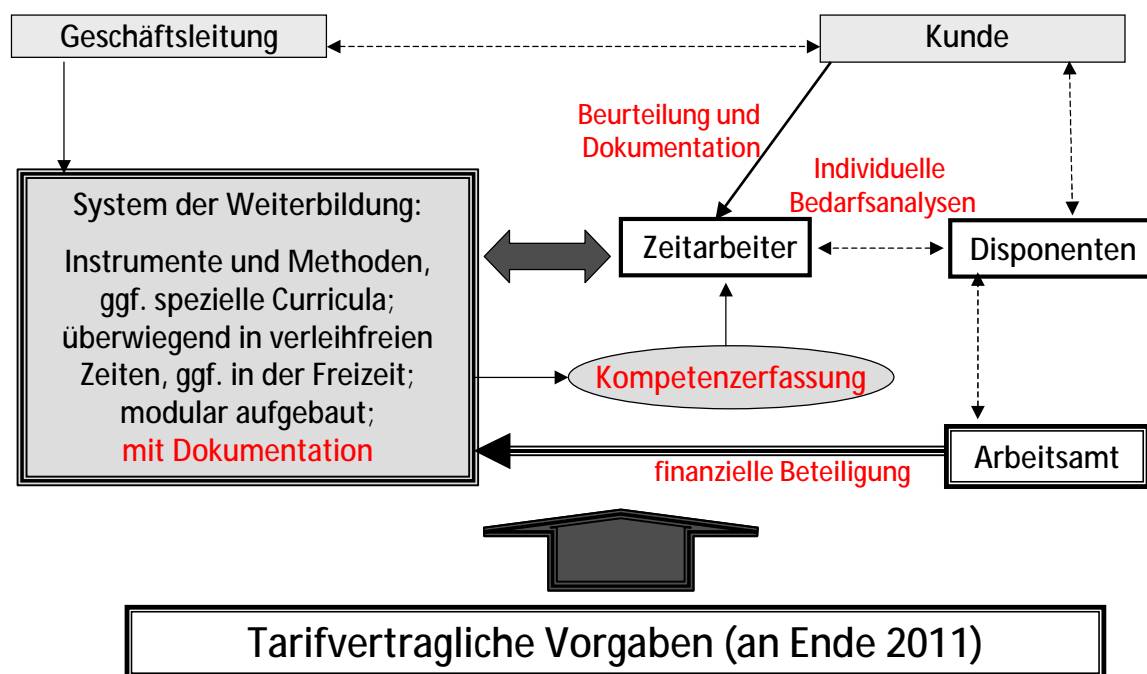 Geschäftsleitung
Kunde
Beurteilung und
Dokumentation
Individuelle
Bedarfsanalysen
System der Weiterbildung:
Instrumente und Methoden,
ggf. spezielle Curricula;
überwiegend in verleihfreien
Zeiten, ggf. in der Freizeit;
modular aufgebaut;
mit Dokumentation
Zeitarbeiter
Disponenten
Kompetenzerfassung
finanzielle Beteiligung
Arbeitsamt
Tarifvertragliche Vorgaben (an Ende 2011)